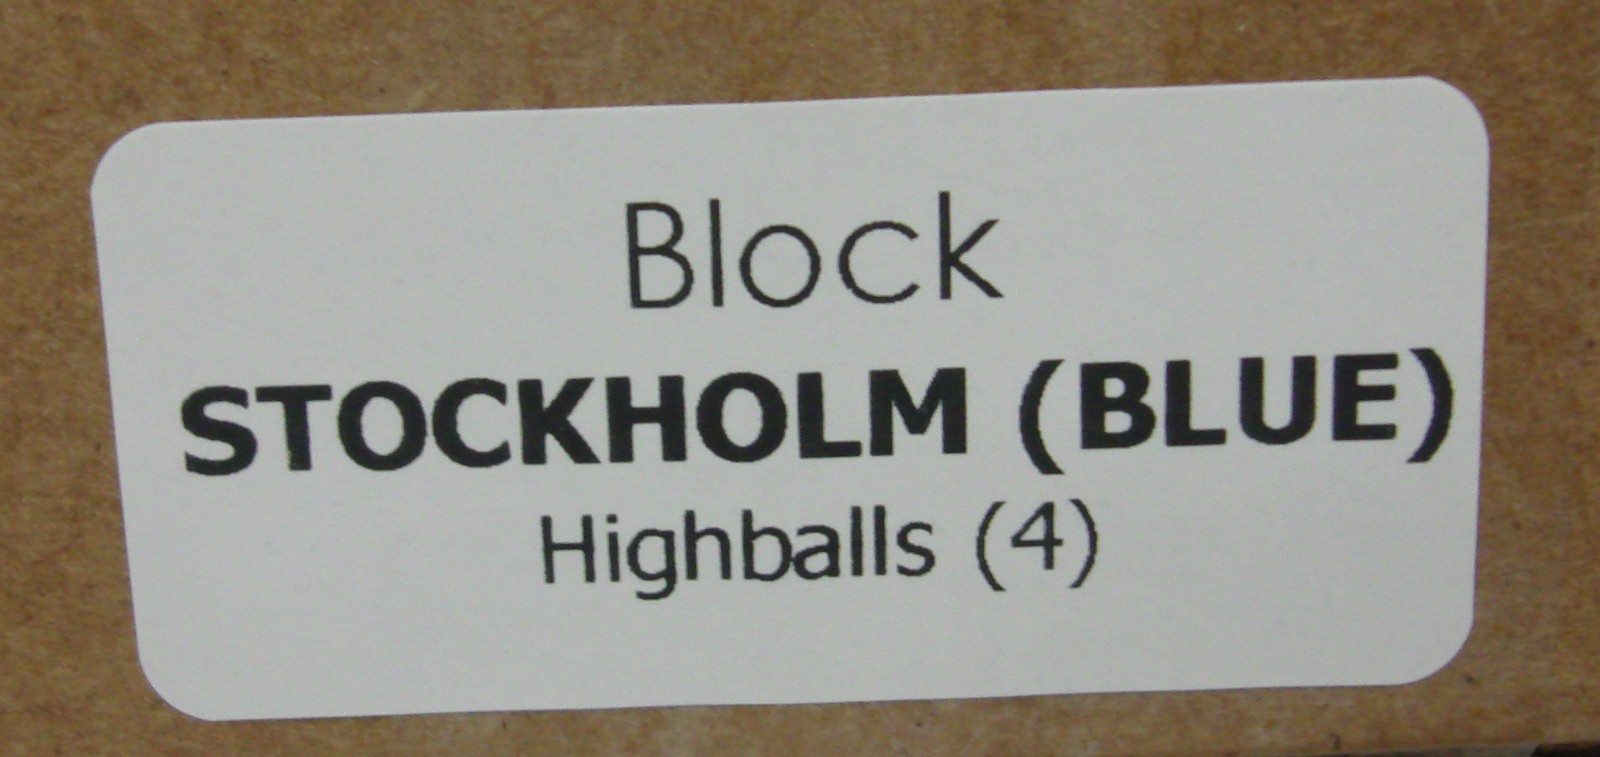 Block
STOCKHOLM (BLUE)
Highballs (4)